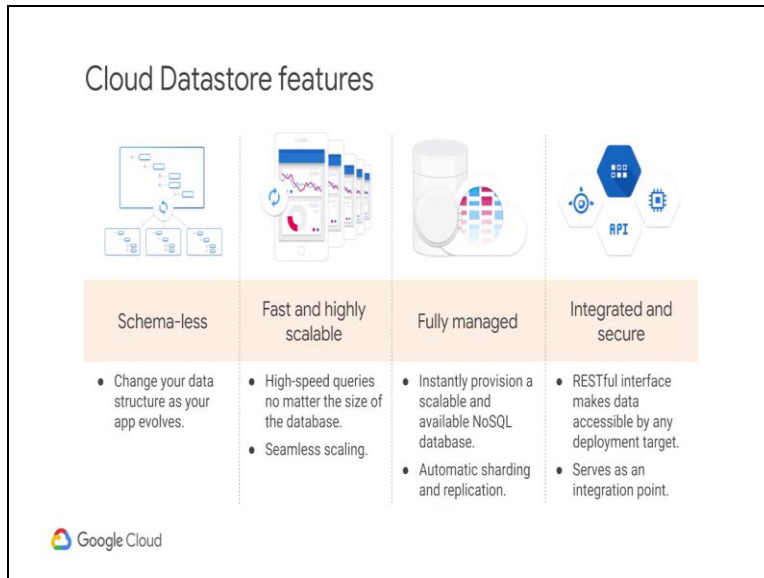 Cloud Datastore features
API
Schema-less
Fast and highly
scalable
Fully managed
Integrated and
secure
● Change your data
structure as your
app evolves.
● High-speed queries
no matter the size of
the database.
● Seamless scaling.
● Instantly provision a
scalable and
available NoSQL
database.
● Automatic sharding
and replication.
● RESTful interface
makes data
accessible by any
deployment target.
● Serves as an
integration point.
Google Cloud